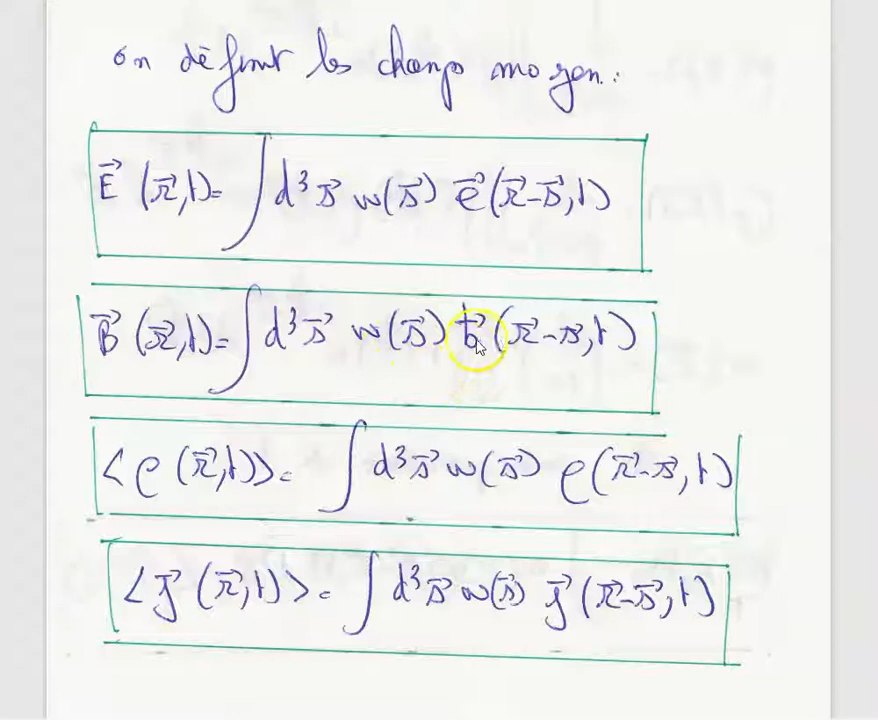 on définit les champs moyen:
E⃗ (r⃗,t) = ∫ d³s⃗ w(s⃗) e⃗(r⃗-s⃗,t)
B⃗ (r⃗,t) = ∫ d³s⃗ w(s⃗) b⃗(r⃗-s⃗,t)
<ρ(r⃗,t)> = ∫ d³s⃗ w(s⃗) ρ(r⃗-s⃗,t)
<j⃗(r⃗,t)> = ∫ d³s⃗ w(s⃗) j⃗(r⃗-s⃗,t)